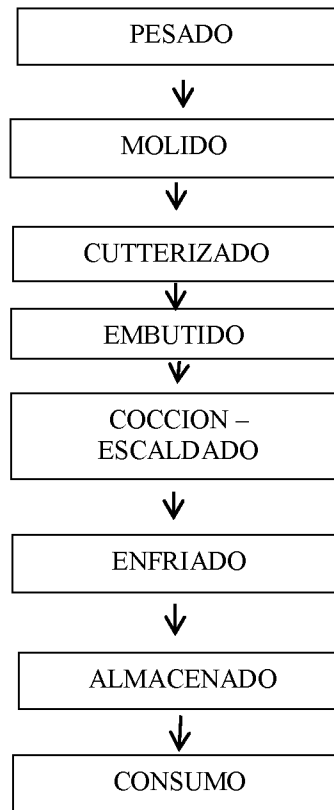 PESADO
MOLIDO
CUTTERIZADO
EMBUTIDO
COCCION –
ESCALDADO
ENFRIADO
ALMACENADO
CONSUMO